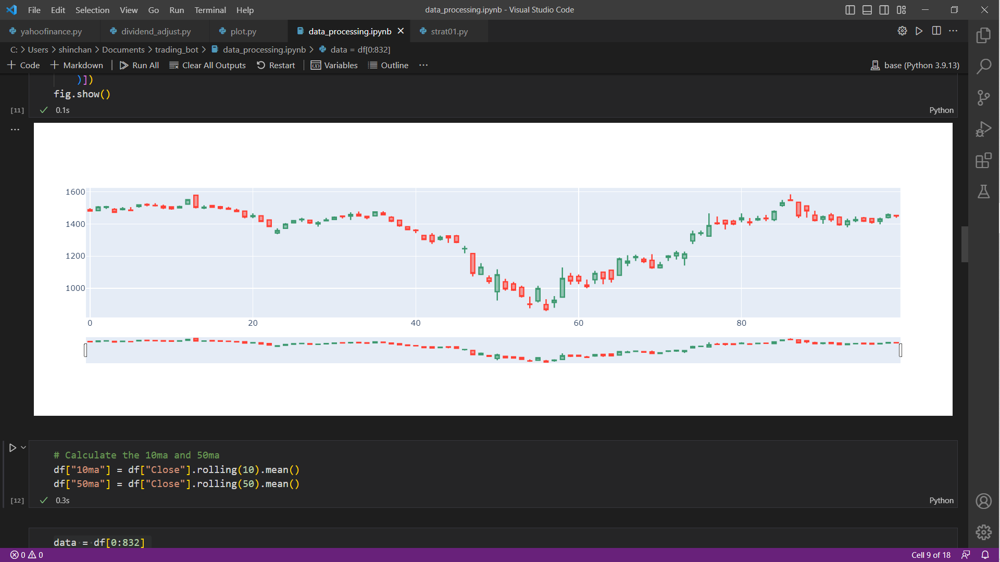 File Edit Selection View Go Run Terminal Help data_processing.ipynb - Visual Studio Code
yahoofinance.py dividend_adjust.py plot.py data_processing.ipynb strat01.py
C: > Users > shinchan > Documents > trading_bot > data_processing.ipynb > data = df[0:832]
+ Code + Markdown | Run All Clear All Outputs Restart | Variables Outline ··· base (Python 3.9.13)
)])
fig.show()
[11] 0.1s Python
1600
1400
1200
1000
0 20 40 60 80
# Calculate the 10ma and 50ma
df["10ma"] = df["Close"].rolling(10).mean()
df["50ma"] = df["Close"].rolling(50).mean()
[12] 0.3s Python
data = df[0:832]
0 0 Cell 9 of 18